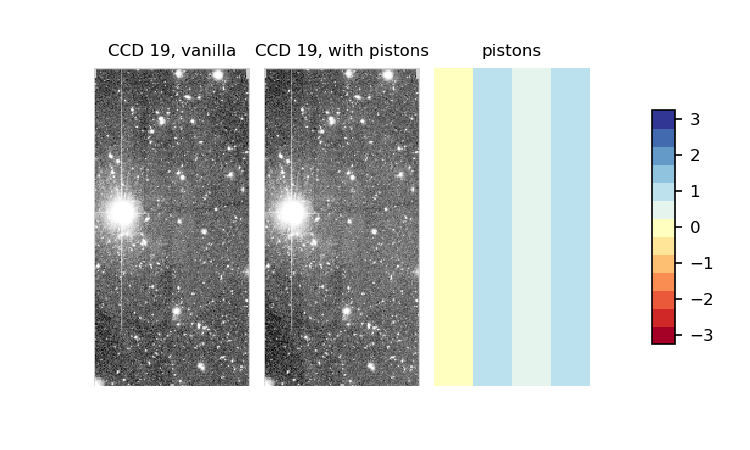 CCD 19, vanilla
CCD 19, with pistons
pistons
3
2
1
0
−1
−2
−3